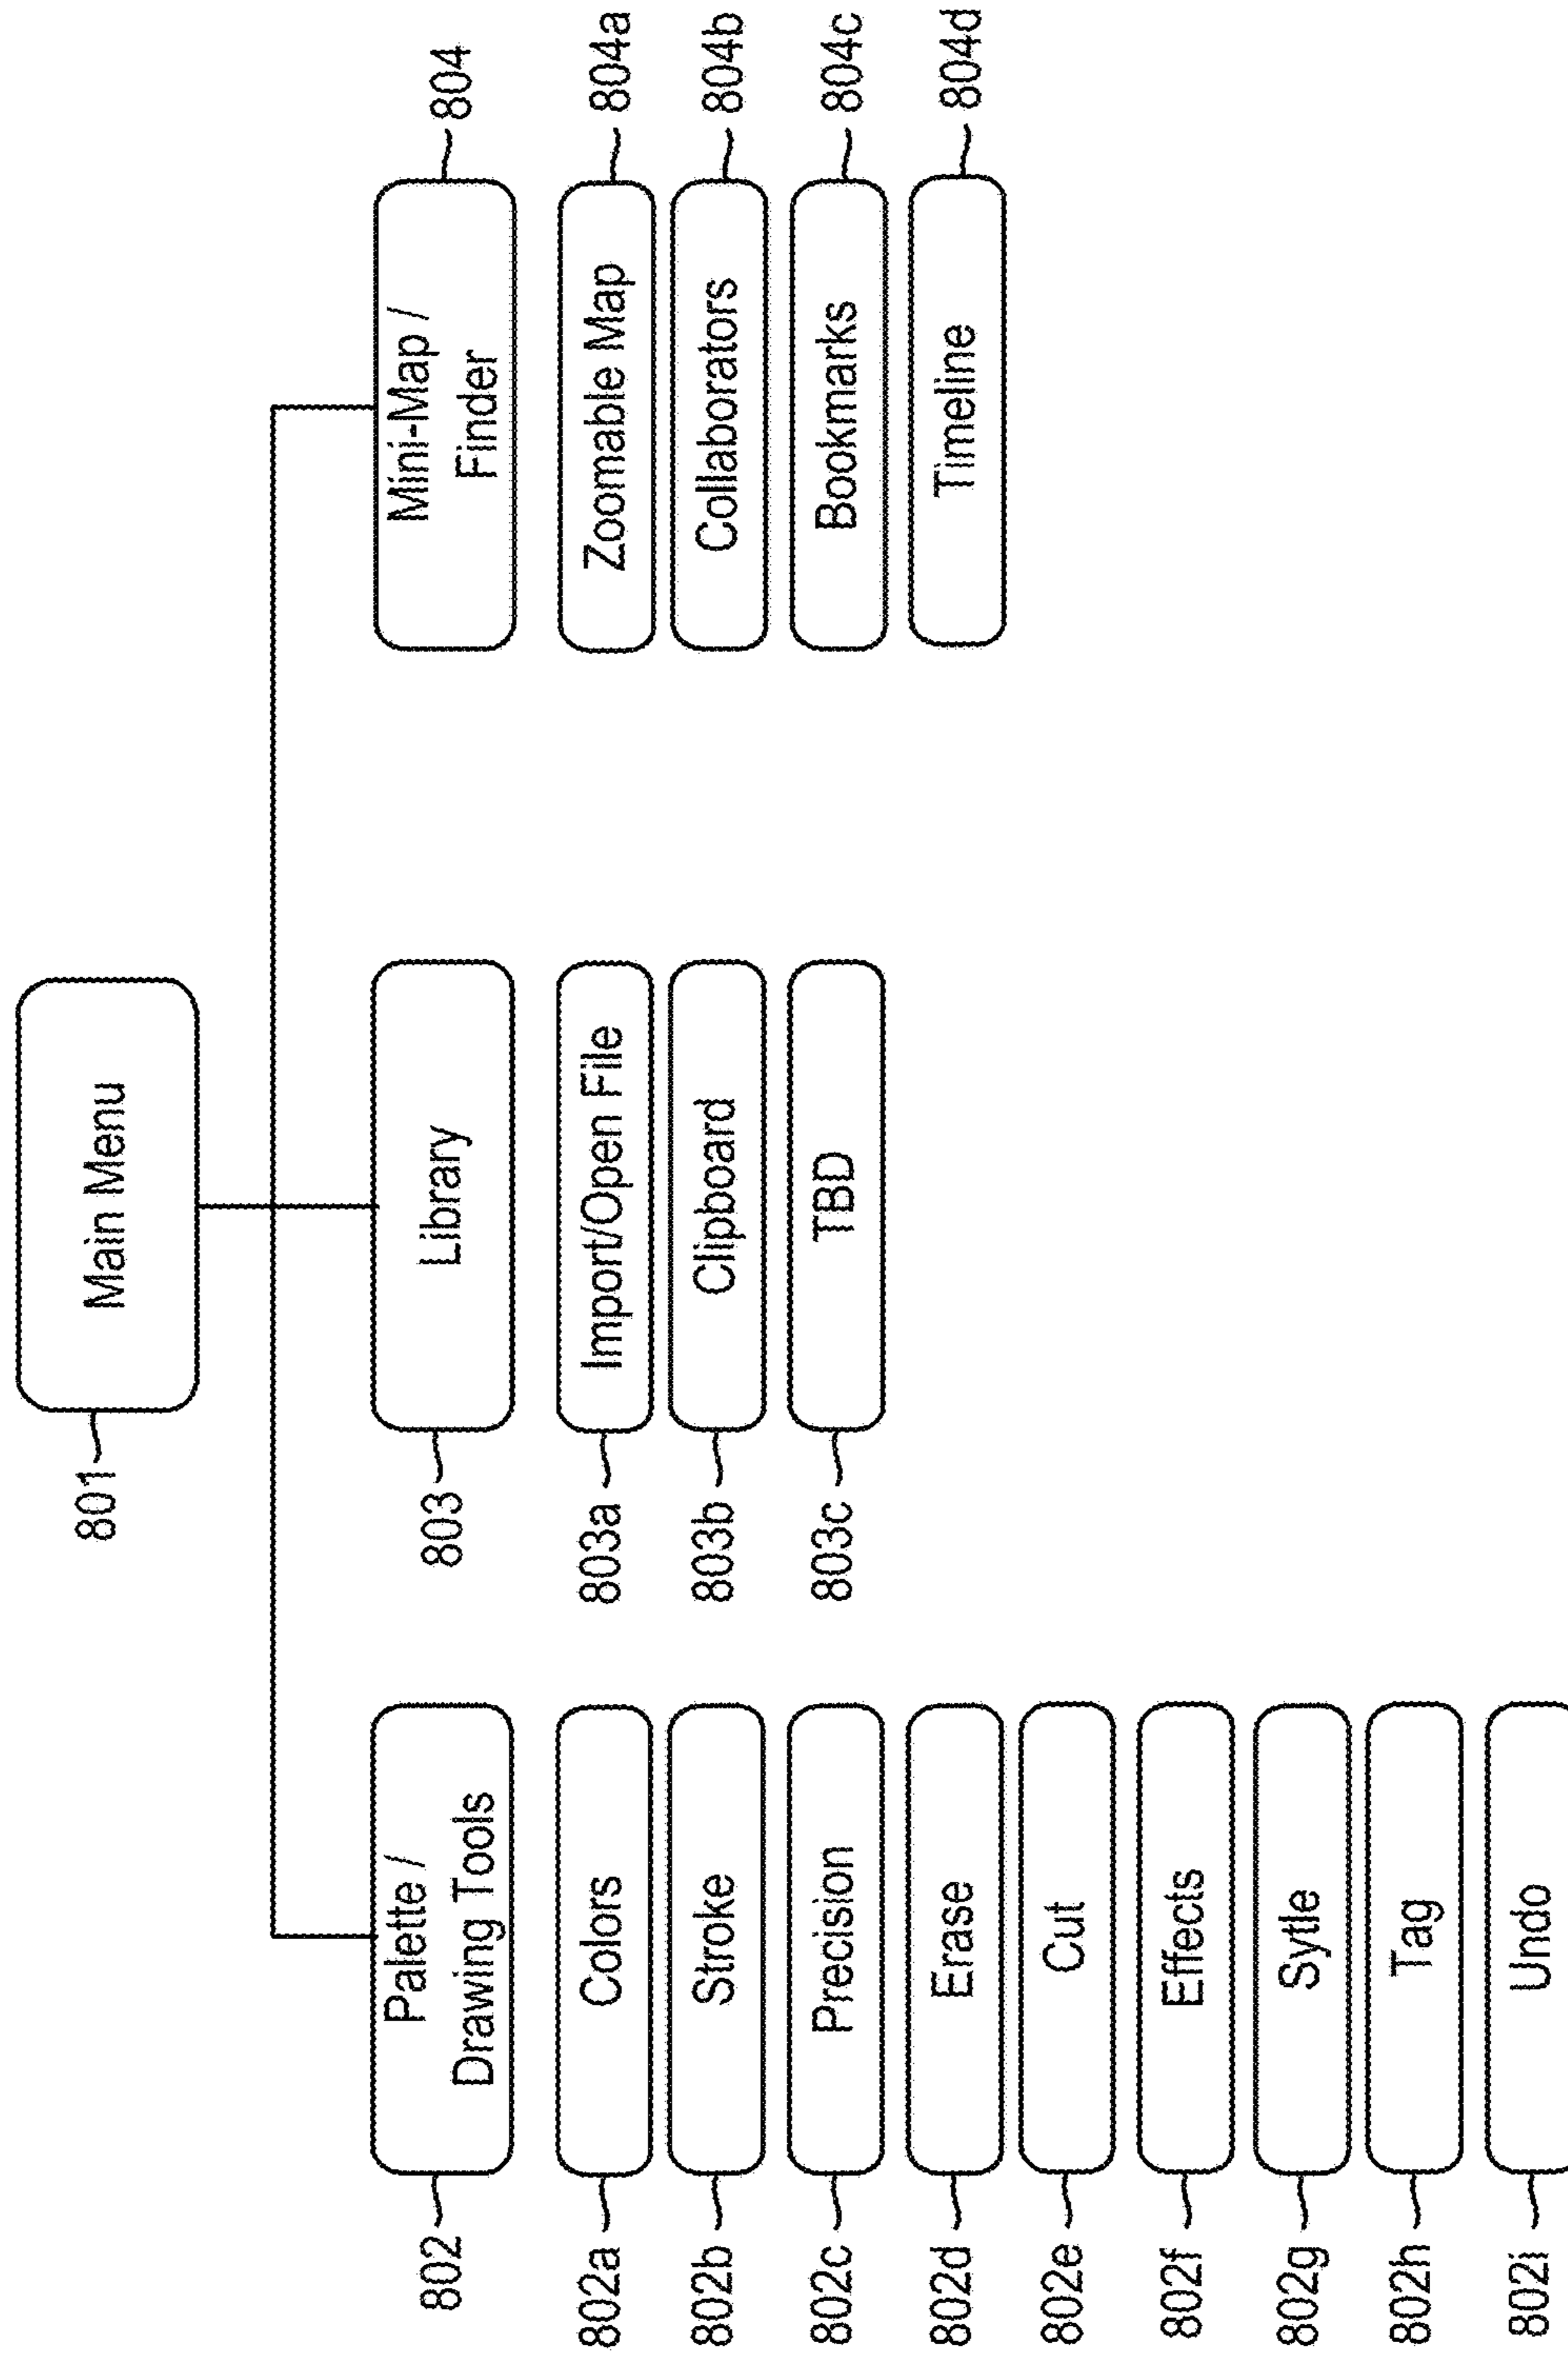 801
Main Menu
802
Palette /
Drawing Tools
802a
Colors
802b
Stroke
802c
Precision
802d
Erase
802e
Cut
802f
Effects
802g
Sytle
802h
Tag
802i
Undo
803
Library
803a
Import/Open File
803b
Clipboard
803c
TBD
Mini-Map /
Finder
804
Zoomable Map
804a
Collaborators
804b
Bookmarks
804c
Timeline
804d